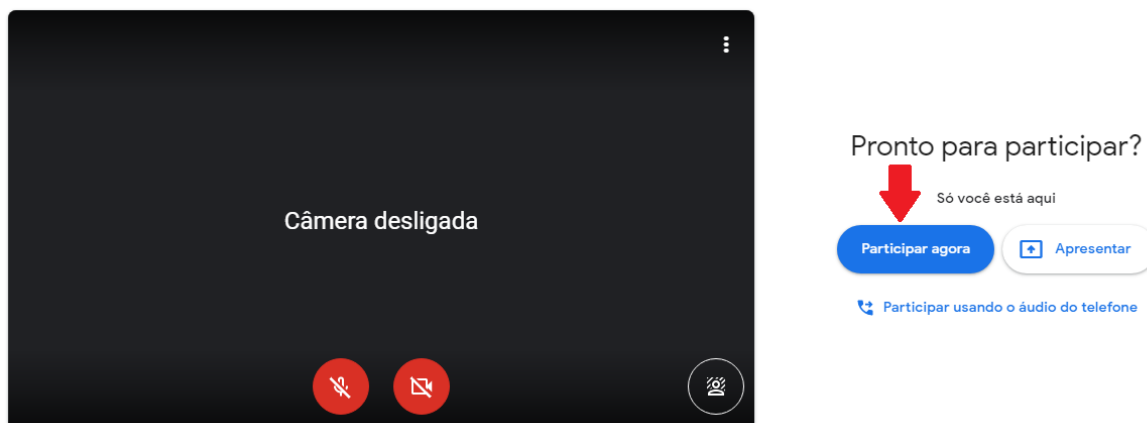 Câmera desligada
Pronto para participar?
Só você está aqui
Participar agora
Apresentar
Participar usando o áudio do telefone